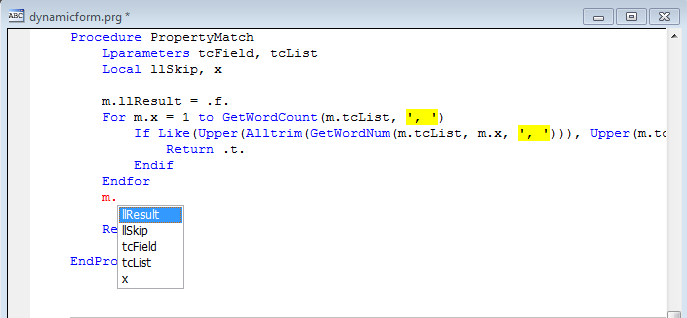 ABC dynamicform.prg *
Procedure PropertyMatch
Lparameters tcField, tcList
Local llSkip, x
m.llResult = .f.
For m.x = 1 to GetWordCount(m.tcList, ', ')
If Like(Upper(Alltrim(GetWordNum(m.tcList, m.x, ', '))), Upper(m.tc
Return .t.
Endif
Endfor
m.
llResult
llSkip
Re
tcField
tcList
EndPro
x